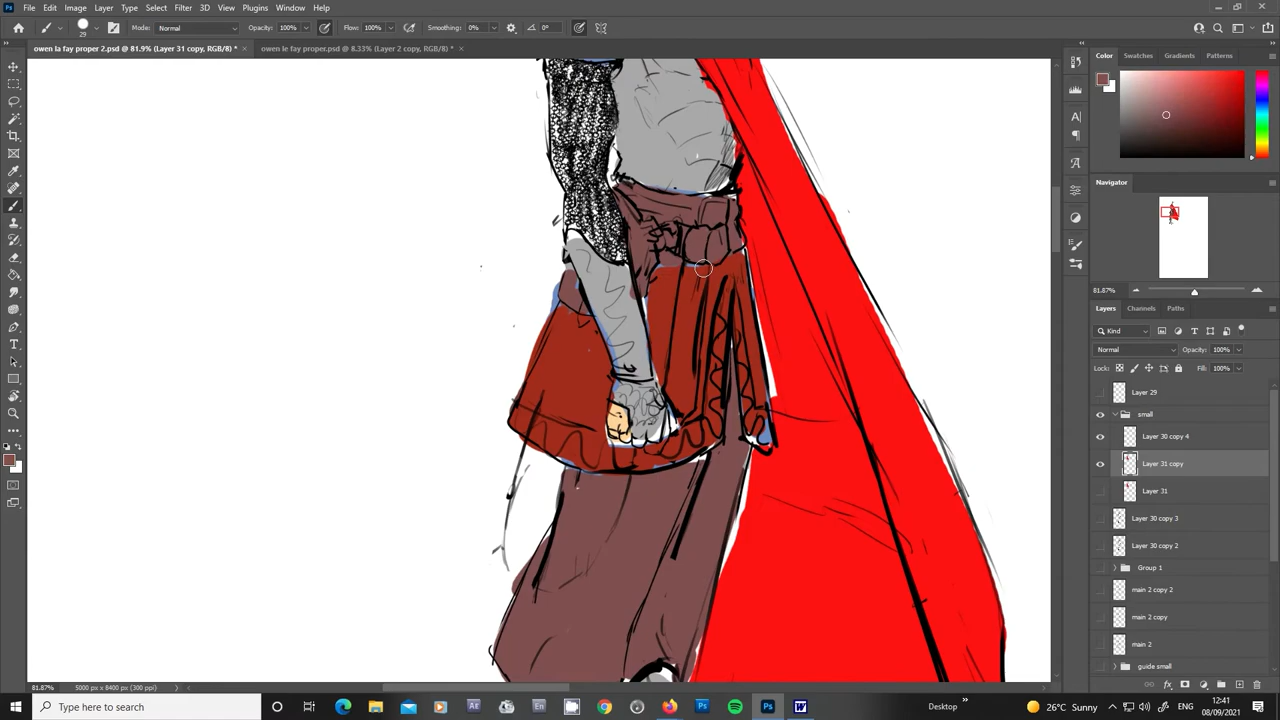 File Edit Image Layer Type Select Filter 3D View Plugins Window Help
29 Mode: Normal Opacity: 100% Flow: 100% Smoothing: 0% 0°
owen la fay proper 2.psd @ 81.9% (Layer 31 copy, RGB/8) * × owen le fay proper.psd @ 8.33% (Layer 2 copy, RGB/8) * ×
Color Swatches Gradients Patterns
Navigator
81.87%
Layers Channels Paths
Kind
Normal Opacity: 100%
Lock: Fill: 100%
Layer 29
small
Layer 30 copy 4
Layer 31 copy
Layer 31
Layer 30 copy 3
Layer 30 copy 2
Group 1
main 2 copy 2
main 2 copy
main 2
guide small
81.87% 5000 px x 8400 px (300 ppi)
Type here to search
Desktop
26°C Sunny
12:41
08/09/2021